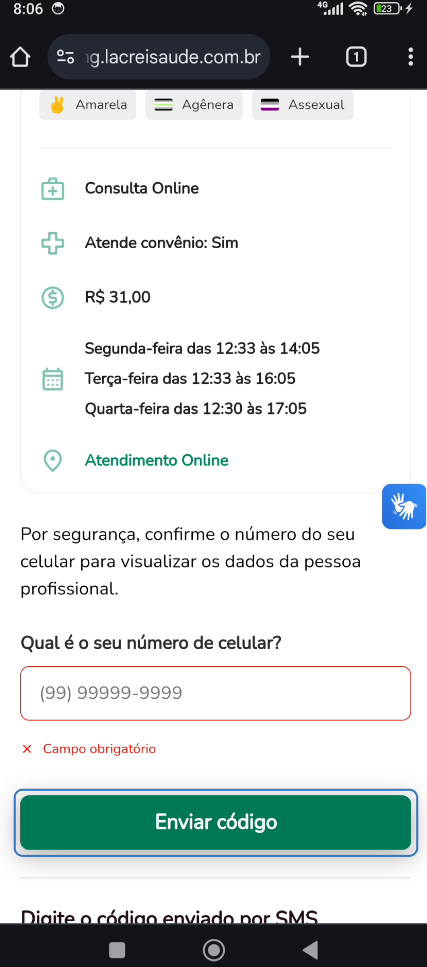 8:06
4G
23
ng.lacreisaude.com.br
1
Amarela
Agênera
Assexual
Consulta Online
Atende convênio: Sim
R$ 31,00
Segunda-feira das 12:33 às 14:05
Terça-feira das 12:33 às 16:05
Quarta-feira das 12:30 às 17:05
Atendimento Online
Por segurança, confirme o número do seu
celular para visualizar os dados da pessoa
profissional.
Qual é o seu número de celular?
(99) 99999-9999
Campo obrigatório
Enviar código
Digite o código enviado por SMS